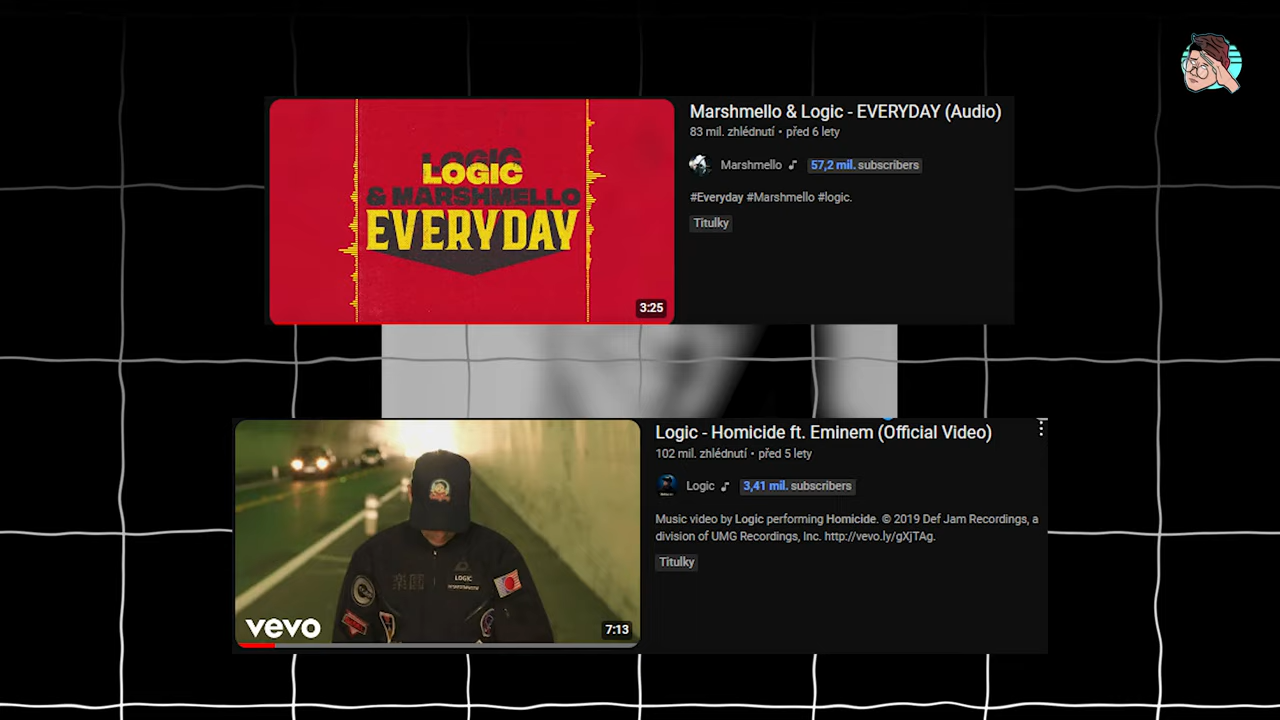 LOGIC
LOGIC
& MARSHMELLO
EVERYDAY
3:25
Marshmello & Logic - EVERYDAY (Audio)
83 mil. zhlédnutí • před 6 lety
Marshmello
57,2 mil. subscribers
#Everyday #Marshmello #logic.
Titulky
LOGIC
vevo
7:13
Logic - Homicide ft. Eminem (Official Video)
102 mil. zhlédnutí • před 5 lety
Logic
3,41 mil. subscribers
Music video by Logic performing Homicide. © 2019 Def Jam Recordings, a
division of UMG Recordings, Inc. http://vevo.ly/gXjTAg.
Titulky